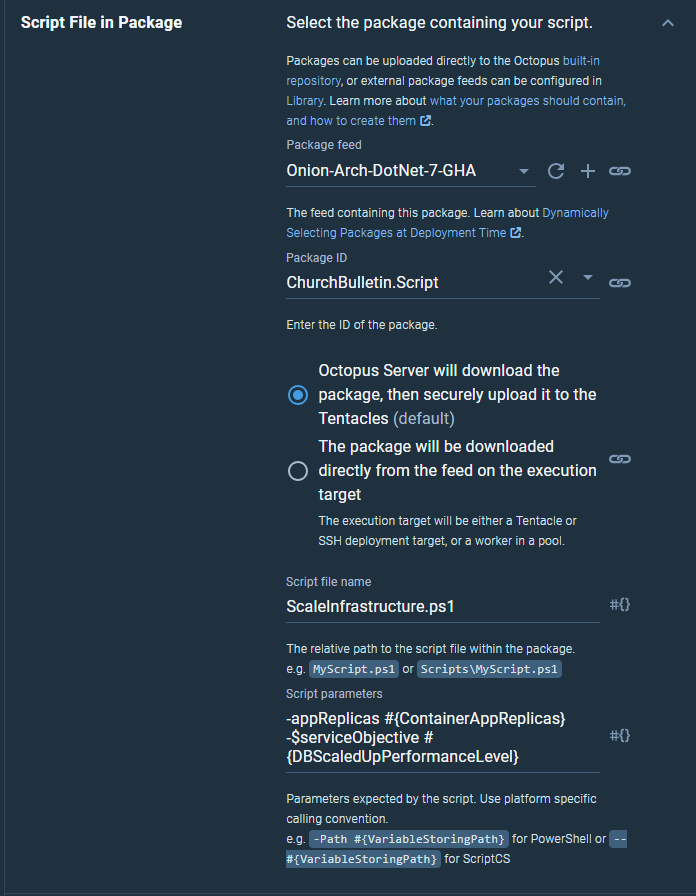 Script File in Package
Select the package containing your script.
Packages can be uploaded directly to the Octopus built-in
repository, or external package feeds can be configured in
Library. Learn more about what your packages should contain,
and how to create them.
Package feed
Onion-Arch-DotNet-7-GHA
The feed containing this package. Learn about Dynamically
Selecting Packages at Deployment Time.
Package ID
ChurchBulletin.Script
Enter the ID of the package.
Octopus Server will download the
package, then securely upload it to the
Tentacles (default)
The package will be downloaded
directly from the feed on the execution
target
The execution target will be either a Tentacle or
SSH deployment target, or a worker in a pool.
Script file name
ScaleInfrastructure.ps1
#{}
The relative path to the script file within the package.
e.g. MyScript.ps1 or Scripts\MyScript.ps1
Script parameters
-appReplicas #{ContainerAppReplicas}
-$serviceObjective #
{DBScaledUpPerformanceLevel}
#{}
Parameters expected by the script. Use platform specific
calling convention.
e.g. -Path #{VariableStoringPath} for PowerShell or --
#{VariableStoringPath} for ScriptCS